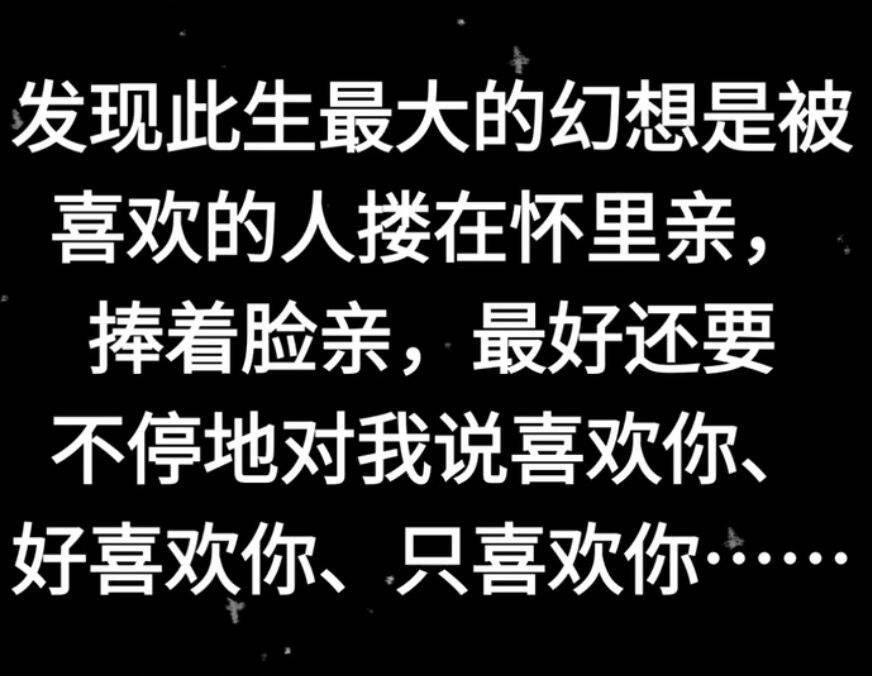 发现此生最大的幻想是被
喜欢的人搂在怀里亲，
捧着脸亲，最好还要
不停地对我说喜欢你、
好喜欢你、只喜欢你……